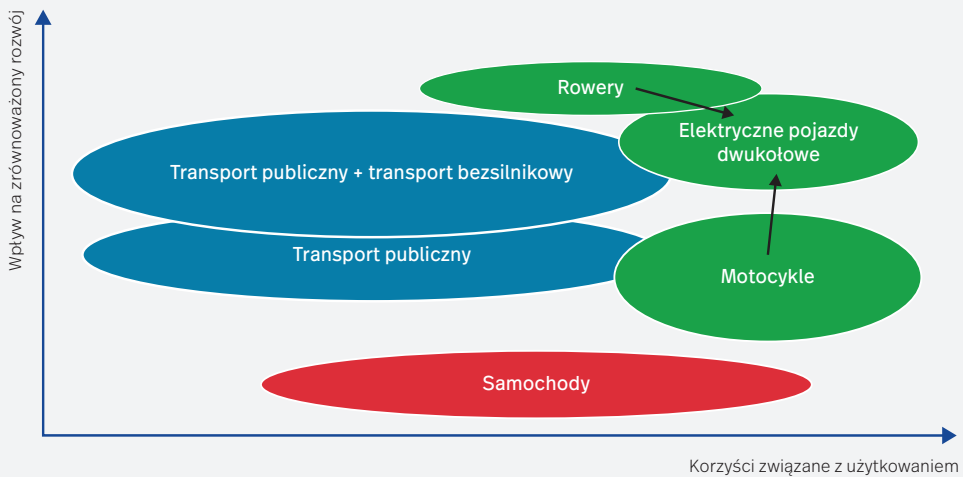 Wpływ na zrównoważony rozwój
Rowery
Elektryczne pojazdy
dwukołowe
Transport publiczny + transport bezsilnikowy
Transport publiczny
Motocykle
Samochody
Korzyści związane z użytkowaniem